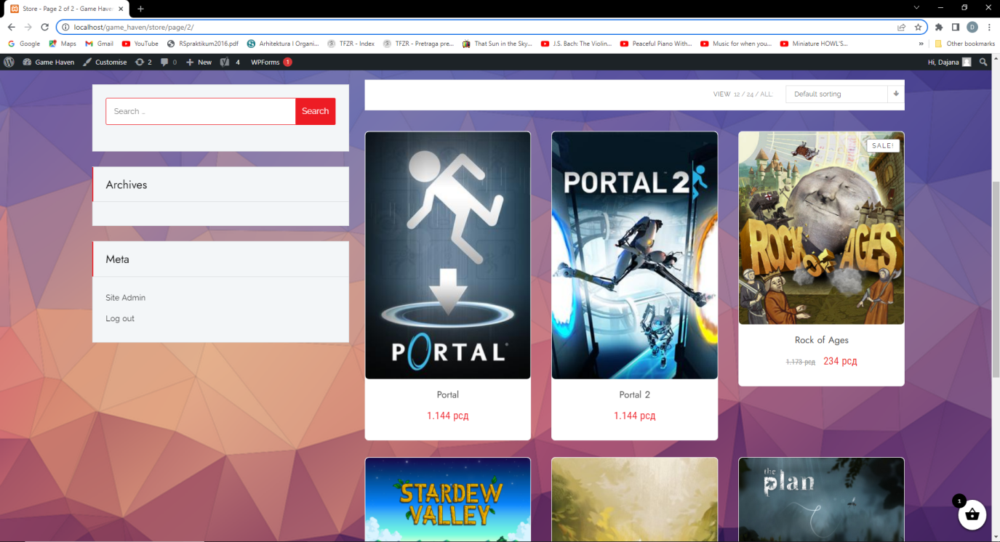 Store - Page 2 of 2 - Game Have
localhost/game_haven/store/page/2/
D
Google
Maps
Gmail
YouTube
RSpraktikum2016.pdf
Arhitektura I Organi...
TFZR - Index
TFZR - Pretraga pre...
That Sun in the Sky...
J.S. Bach: The Violin...
Peaceful Piano With...
Music for when you...
Miniature HOWL'S...
»
Other bookmarks
Game Haven
Customise
2
0
New
4
WPForms
1
Hi, Dajana
Search …
Search
Archives
Meta
Site Admin
Log out
VIEW 12 / 24 / ALL
Default sorting
PORTAL
Portal
1.144 рсд
PORTAL 2
Portal 2
1.144 рсд
SALE!
ROCK OF AGES
Rock of Ages
1.173 рсд 234 рсд
STARDEW
VALLEY
the
plan
1